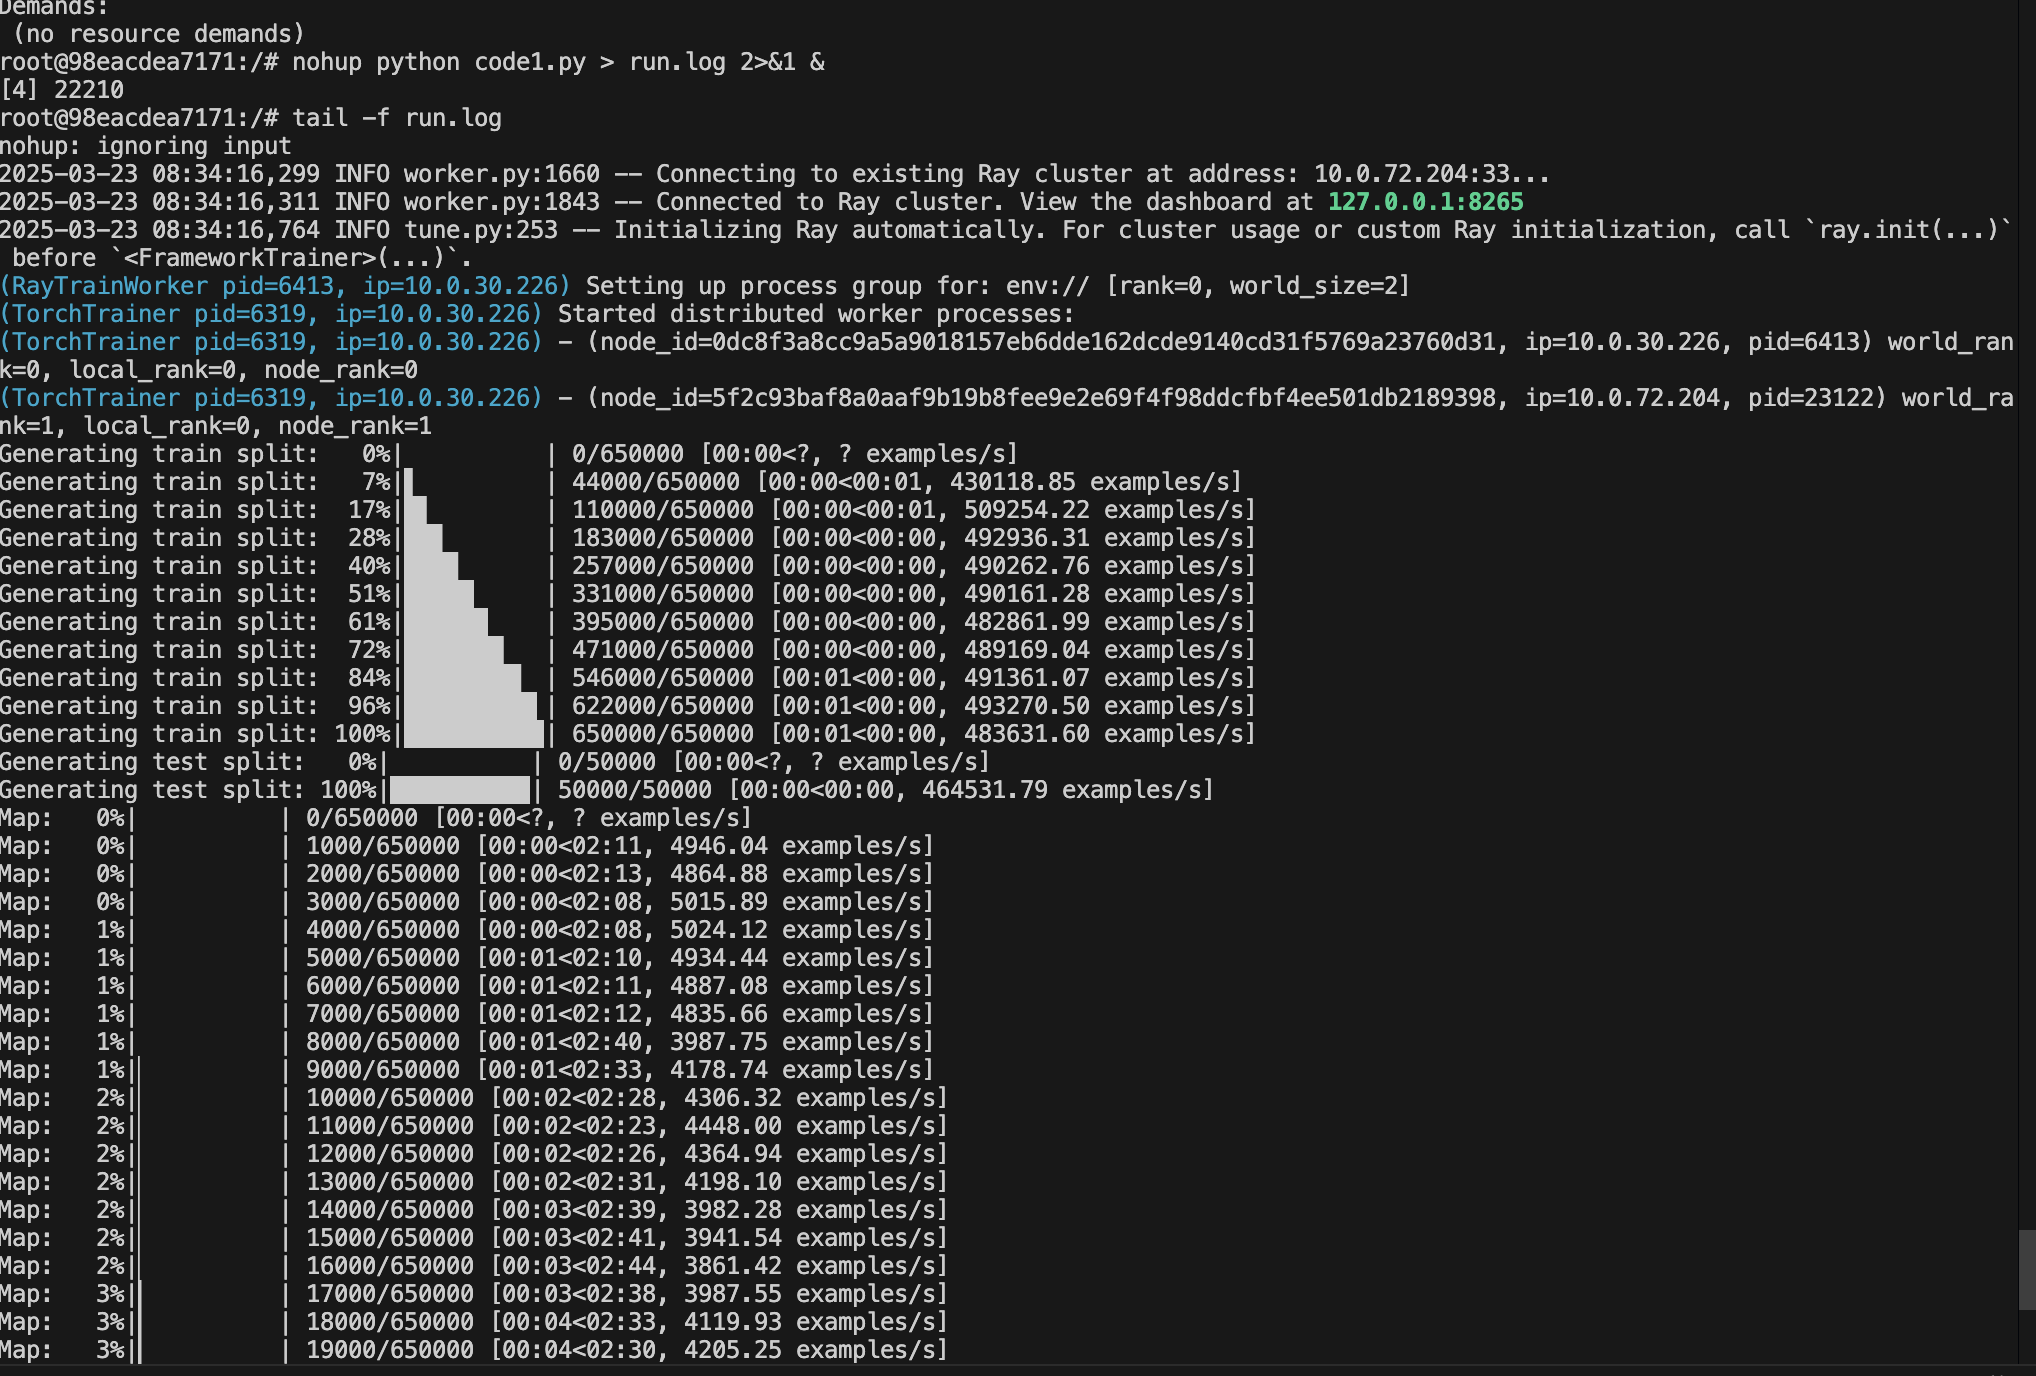 Demands:
 (no resource demands)
root@98eacdea7171:/# nohup python code1.py > run.log 2>&1 &
[4] 22210
root@98eacdea7171:/# tail -f run.log
nohup: ignoring input
2025-03-23 08:34:16,299 INFO worker.py:1660 -- Connecting to existing Ray cluster at address: 10.0.72.204:33...
2025-03-23 08:34:16,311 INFO worker.py:1843 -- Connected to Ray cluster. View the dashboard at 127.0.0.1:8265
2025-03-23 08:34:16,764 INFO tune.py:253 -- Initializing Ray automatically. For cluster usage or custom Ray initialization, call `ray.init(...)`
 before `<FrameworkTrainer>(...)`.
(RayTrainWorker pid=6413, ip=10.0.30.226) Setting up process group for: env:// [rank=0, world_size=2]
(TorchTrainer pid=6319, ip=10.0.30.226) Started distributed worker processes:
(TorchTrainer pid=6319, ip=10.0.30.226) - (node_id=0dc8f3a8cc9a5a9018157eb6dde162dcde9140cd31f5769a23760d31, ip=10.0.30.226, pid=6413) world_ran
k=0, local_rank=0, node_rank=0
(TorchTrainer pid=6319, ip=10.0.30.226) - (node_id=5f2c93baf8a0aaf9b19b8fee9e2e69f4f98ddcfbf4ee501db2189398, ip=10.0.72.204, pid=23122) world_ra
nk=1, local_rank=0, node_rank=1
Generating train split:   0%|          | 0/650000 [00:00<?, ? examples/s]
Generating train split:   7%|          | 44000/650000 [00:00<00:01, 430118.85 examples/s]
Generating train split:  17%|          | 110000/650000 [00:00<00:01, 509254.22 examples/s]
Generating train split:  28%|          | 183000/650000 [00:00<00:00, 492936.31 examples/s]
Generating train split:  40%|          | 257000/650000 [00:00<00:00, 490262.76 examples/s]
Generating train split:  51%|          | 331000/650000 [00:00<00:00, 490161.28 examples/s]
Generating train split:  61%|          | 395000/650000 [00:00<00:00, 482861.99 examples/s]
Generating train split:  72%|          | 471000/650000 [00:00<00:00, 489169.04 examples/s]
Generating train split:  84%|          | 546000/650000 [00:01<00:00, 491361.07 examples/s]
Generating train split:  96%|          | 622000/650000 [00:01<00:00, 493270.50 examples/s]
Generating train split: 100%|          | 650000/650000 [00:01<00:00, 483631.60 examples/s]
Generating test split:   0%|          | 0/50000 [00:00<?, ? examples/s]
Generating test split: 100%|          | 50000/50000 [00:00<00:00, 464531.79 examples/s]
Map:   0%|          | 0/650000 [00:00<?, ? examples/s]
Map:   0%|          | 1000/650000 [00:00<02:11, 4946.04 examples/s]
Map:   0%|          | 2000/650000 [00:00<02:13, 4864.88 examples/s]
Map:   0%|          | 3000/650000 [00:00<02:08, 5015.89 examples/s]
Map:   1%|          | 4000/650000 [00:00<02:08, 5024.12 examples/s]
Map:   1%|          | 5000/650000 [00:01<02:10, 4934.44 examples/s]
Map:   1%|          | 6000/650000 [00:01<02:11, 4887.08 examples/s]
Map:   1%|          | 7000/650000 [00:01<02:12, 4835.66 examples/s]
Map:   1%|          | 8000/650000 [00:01<02:40, 3987.75 examples/s]
Map:   1%|          | 9000/650000 [00:01<02:33, 4178.74 examples/s]
Map:   2%|          | 10000/650000 [00:02<02:28, 4306.32 examples/s]
Map:   2%|          | 11000/650000 [00:02<02:23, 4448.00 examples/s]
Map:   2%|          | 12000/650000 [00:02<02:26, 4364.94 examples/s]
Map:   2%|          | 13000/650000 [00:02<02:31, 4198.10 examples/s]
Map:   2%|          | 14000/650000 [00:03<02:39, 3982.28 examples/s]
Map:   2%|          | 15000/650000 [00:03<02:41, 3941.54 examples/s]
Map:   2%|          | 16000/650000 [00:03<02:44, 3861.42 examples/s]
Map:   3%|          | 17000/650000 [00:03<02:38, 3987.55 examples/s]
Map:   3%|          | 18000/650000 [00:04<02:33, 4119.93 examples/s]
Map:   3%|          | 19000/650000 [00:04<02:30, 4205.25 examples/s]